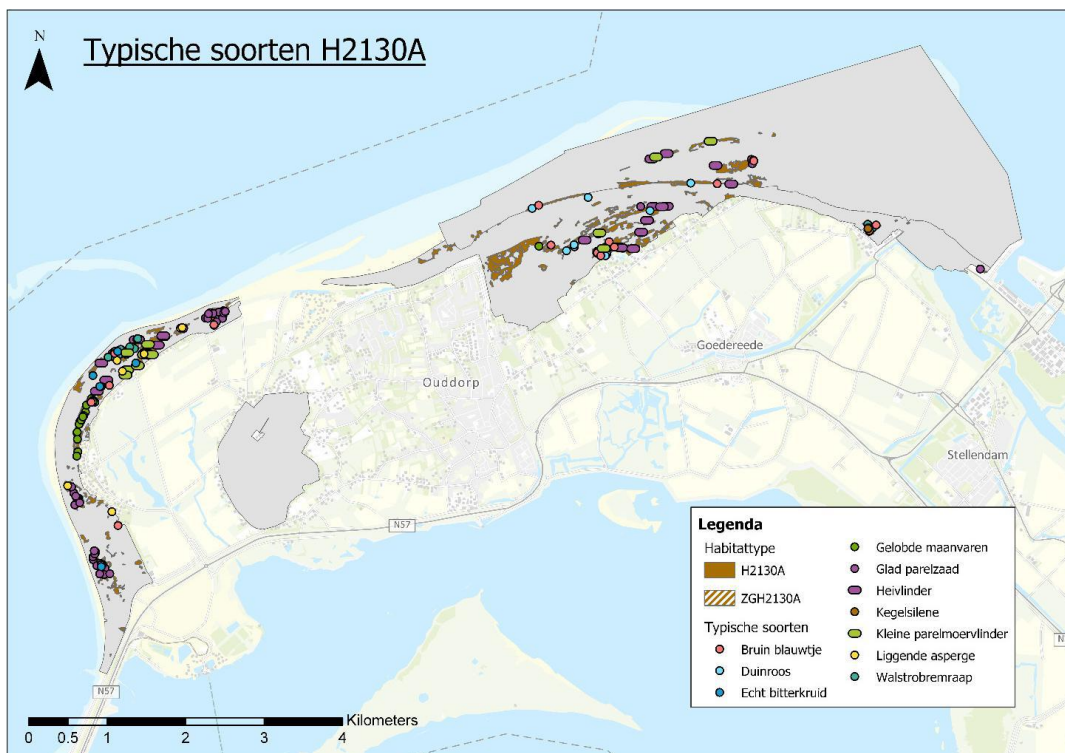 Typische soorten H2130A
N
Goedereede
Ouddorp
Stellendam
N57
N57
Legenda
Habitattype
H2130A
ZGH2130A
Typische soorten
Bruin blauwtje
Duinroos
Echt bitterkruid
Gelobde maanvaren
Glad parelzaad
Heivlinder
Kegelsilene
Kleine parelmoervlinder
Liggende asperge
Walstrobremraap
Kilometers
0 0.5 1 2 3 4